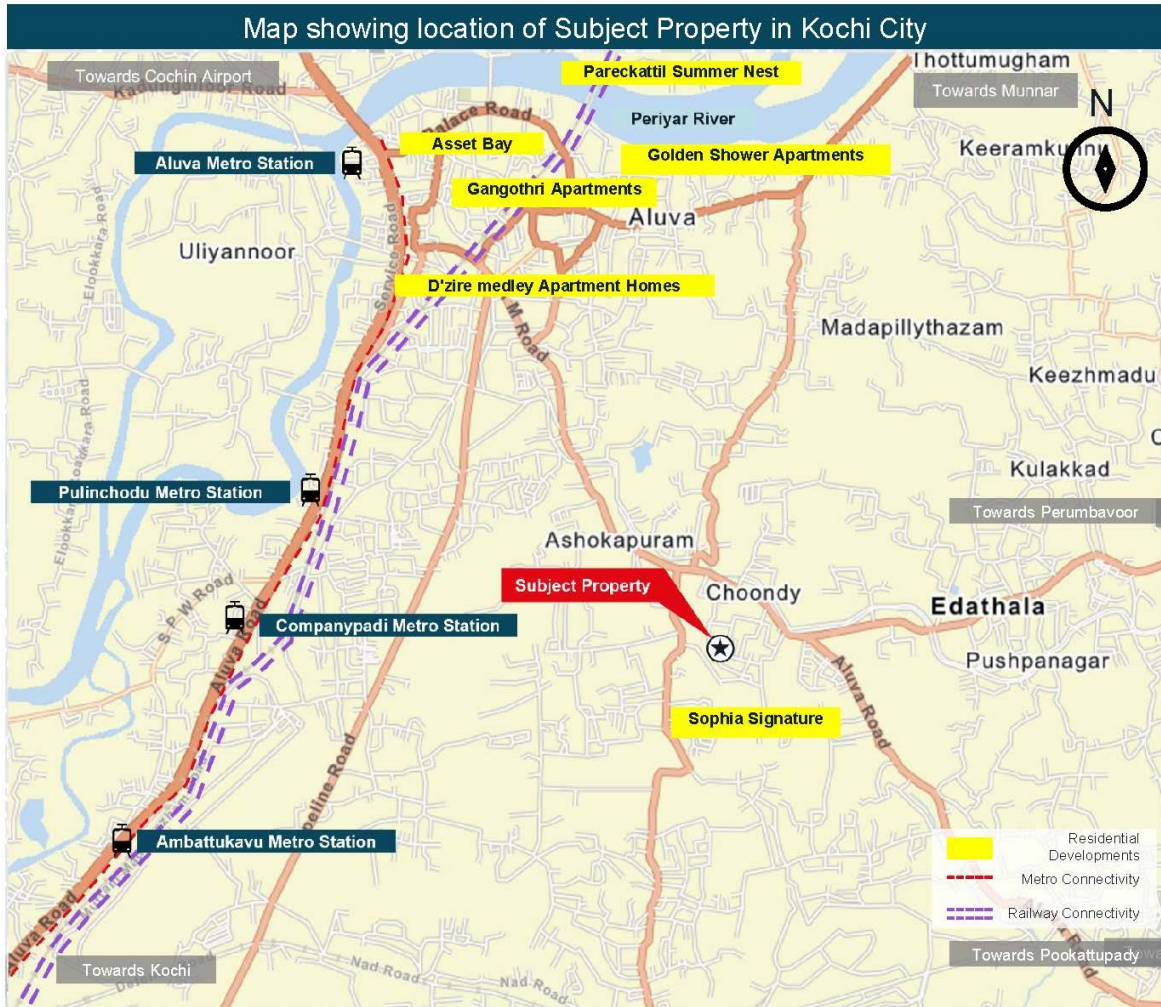 Map showing location of Subject Property in Kochi City
Thottumugham
Pareckattil Summer Nest
Towards Cochin Airport
Towards Munnar
N
Palace Road
Periyar River
Asset Bay
Keeramkunnu
Aluva Metro Station
Golden Shower Apartments
Gangothri Apartments
Aluva
Uliyannoor
Elookkara Road
Service Road
D'zire medley Apartment Homes
M Road
Madapillythazam
Keezhmadu
Kulakkad
Pulinchodu Metro Station
Towards Perumbavoor
Ashokapuram
Subject Property
Choondy
S P W Road
Edathala
Companypadi Metro Station
Aluva Road
Pushpanagar
Aluva Road
Sophia Signature
Ambattukavu Metro Station
Residential
Developments
Metro Connectivity
Railway Connectivity
Aluva Road
Towards Pookattupady
Towards Kochi
Nad Road
Nad Road